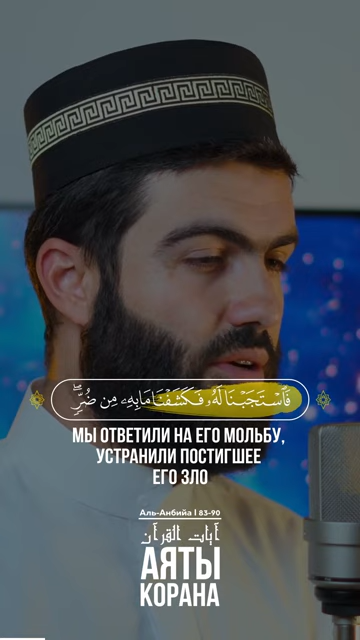 فَٱسْتَجَبْنَا لَهُۥ فَكَشَفْنَا مَا بِهِۦ مِن ضُرٍّۖ
МЫ ОТВЕТИЛИ НА ЕГО МОЛЬБУ,
УСТРАНИЛИ ПОСТИГШЕЕ
ЕГО ЗЛО
Аль-Анбийа | 83-90
آيات القرآن
АЯТЫ
КОРАНА